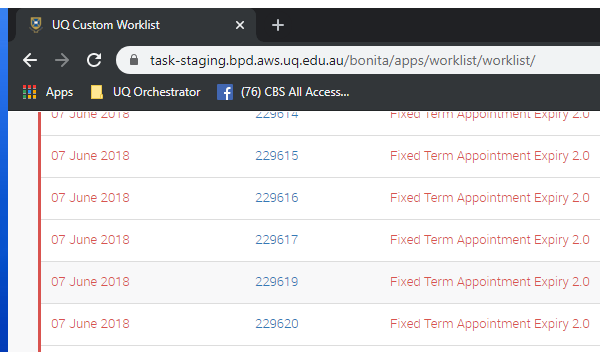 UQ Custom Worklist
task-staging.bpd.aws.uq.edu.au/bonita/apps/worklist/worklist/
Apps UQ Orchestrator (76) CBS All Access...
07 June 2018 229614 Fixed Term Appointment Expiry 2.0
07 June 2018 229615 Fixed Term Appointment Expiry 2.0
07 June 2018 229616 Fixed Term Appointment Expiry 2.0
07 June 2018 229617 Fixed Term Appointment Expiry 2.0
07 June 2018 229619 Fixed Term Appointment Expiry 2.0
07 June 2018 229620 Fixed Term Appointment Expiry 2.0